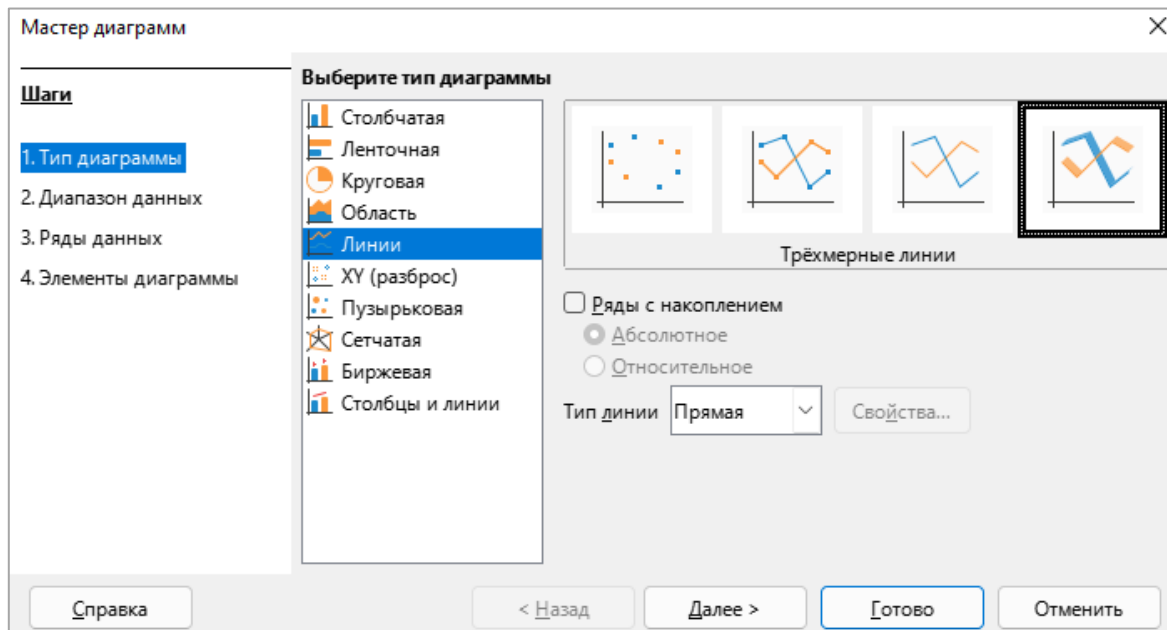 Мастер диаграмм
Шаги
1. Тип диаграммы
2. Диапазон данных
3. Ряды данных
4. Элементы диаграммы
Выберите тип диаграммы
Столбчатая
Ленточная
Круговая
Область
Линии
XY (разброс)
Пузырьковая
Сетчатая
Биржевая
Столбцы и линии
Трёхмерные линии
Ряды с накоплением
Абсолютное
Относительное
Тип линии Прямая Свойства...
Справка < Назад Далее > Готово Отменить